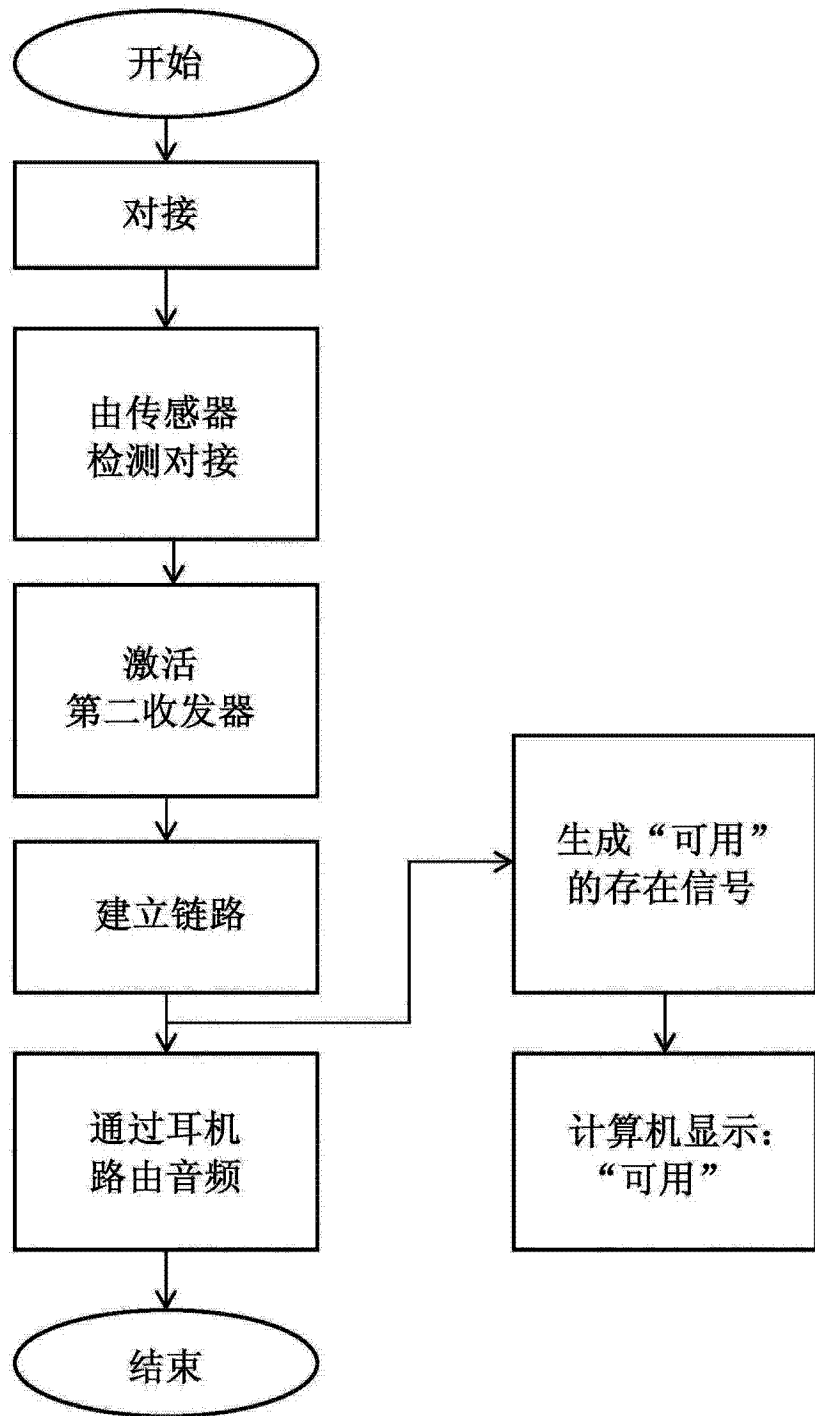 开始
对接
由传感器
检测对接
激活
第二收发器
建立链路
生成“可用”
的存在信号
通过耳机
路由音频
计算机显示：
“可用”
结束